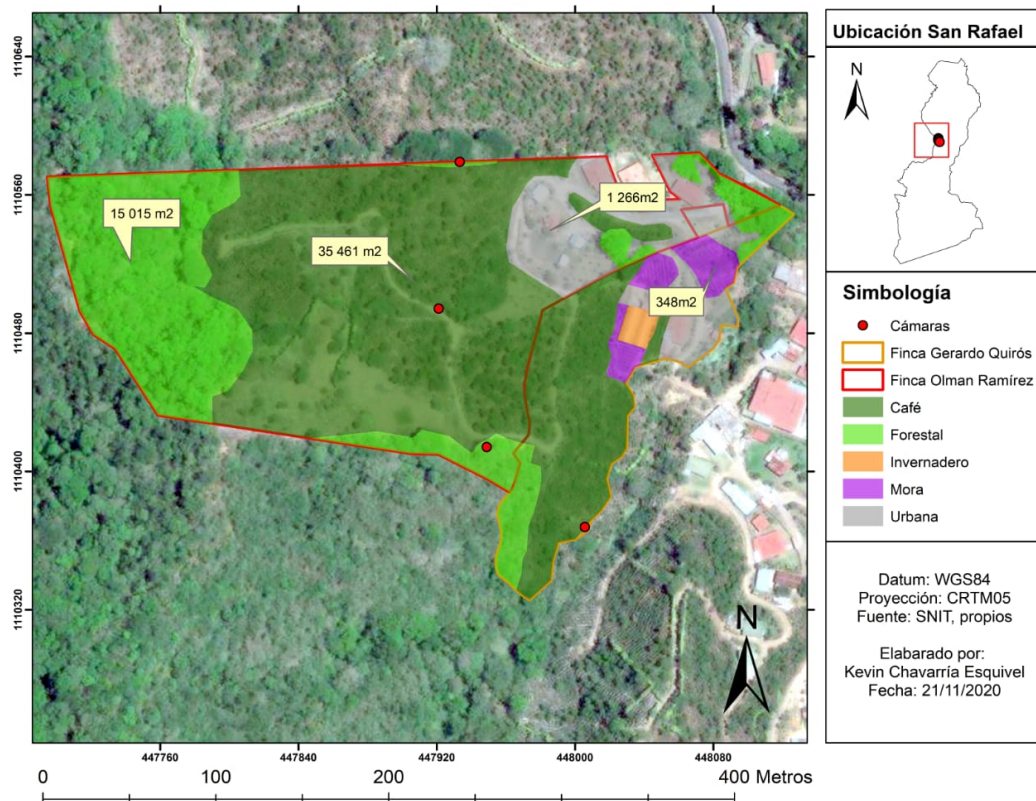 1110640
1110560
1110480
1110400
1110320
15 015 m2
35 461 m2
1 266m2
348m2
N
447760
447840
447920
448000
448080
0
100
200
400 Metros
Ubicación San Rafael
N
Simbología
Cámaras
Finca Gerardo Quirós
Finca Olman Ramírez
Café
Forestal
Invernadero
Mora
Urbana
Datum: WGS84
Proyección: CRTM05
Fuente: SNIT, propios
Elabarado por:
Kevin Chavarría Esquivel
Fecha: 21/11/2020